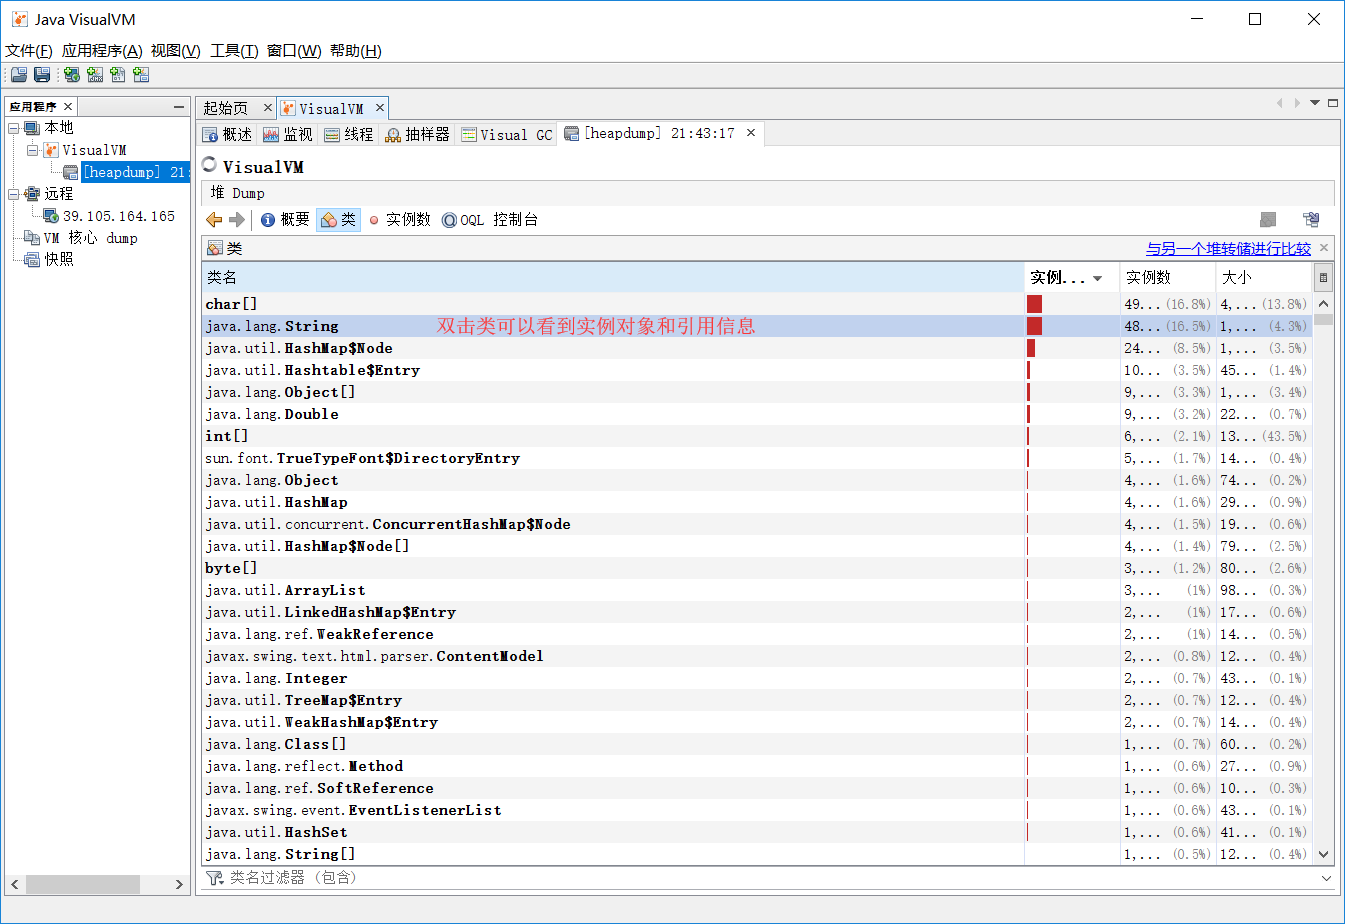 Java VisualVM
文件(F) 应用程序(A) 视图(V) 工具(T) 窗口(W) 帮助(H)
应用程序
本地
VisualVM
[heapdump] 21:
远程
39.105.164.165
VM 核心 dump
快照
起始页 VisualVM
概述 监视 线程 抽样器 Visual GC [heapdump] 21:43:17
VisualVM
堆 Dump
概要 类 实例数 OQL 控制台
类 与另一个堆转储进行比较
类名 实例... 实例数 大小
char[] 49... (16.8%) 4,... (13.8%)
java.lang.String 双击类可以看到实例对象和引用信息 48... (16.5%) 1,... (4.3%)
java.util.HashMap$Node 24... (8.5%) 1,... (3.5%)
java.util.Hashtable$Entry 10... (3.5%) 45... (1.4%)
java.lang.Object[] 9,... (3.3%) 1,... (3.4%)
java.lang.Double 9,... (3.2%) 22... (0.7%)
int[] 6,... (2.1%) 13... (43.5%)
sun.font.TrueTypeFont$DirectoryEntry 5,... (1.7%) 14... (0.4%)
java.lang.Object 4,... (1.6%) 74... (0.2%)
java.util.HashMap 4,... (1.6%) 29... (0.9%)
java.util.concurrent.ConcurrentHashMap$Node 4,... (1.5%) 19... (0.6%)
java.util.HashMap$Node[] 4,... (1.4%) 79... (2.5%)
byte[] 3,... (1.2%) 80... (2.6%)
java.util.ArrayList 3,... (1%) 98... (0.3%)
java.util.LinkedHashMap$Entry 2,... (1%) 17... (0.6%)
java.lang.ref.WeakReference 2,... (1%) 14... (0.5%)
javax.swing.text.html.parser.ContentModel 2,... (0.8%) 12... (0.4%)
java.lang.Integer 2,... (0.7%) 43... (0.1%)
java.util.TreeMap$Entry 2,... (0.7%) 12... (0.4%)
java.util.WeakHashMap$Entry 2,... (0.7%) 14... (0.4%)
java.lang.Class[] 1,... (0.7%) 60... (0.2%)
java.lang.reflect.Method 1,... (0.6%) 27... (0.9%)
java.lang.ref.SoftReference 1,... (0.6%) 10... (0.3%)
javax.swing.event.EventListenerList 1,... (0.6%) 43... (0.1%)
java.util.HashSet 1,... (0.6%) 41... (0.1%)
java.lang.String[] 1,... (0.5%) 12... (0.4%)
类名过滤器 (包含)